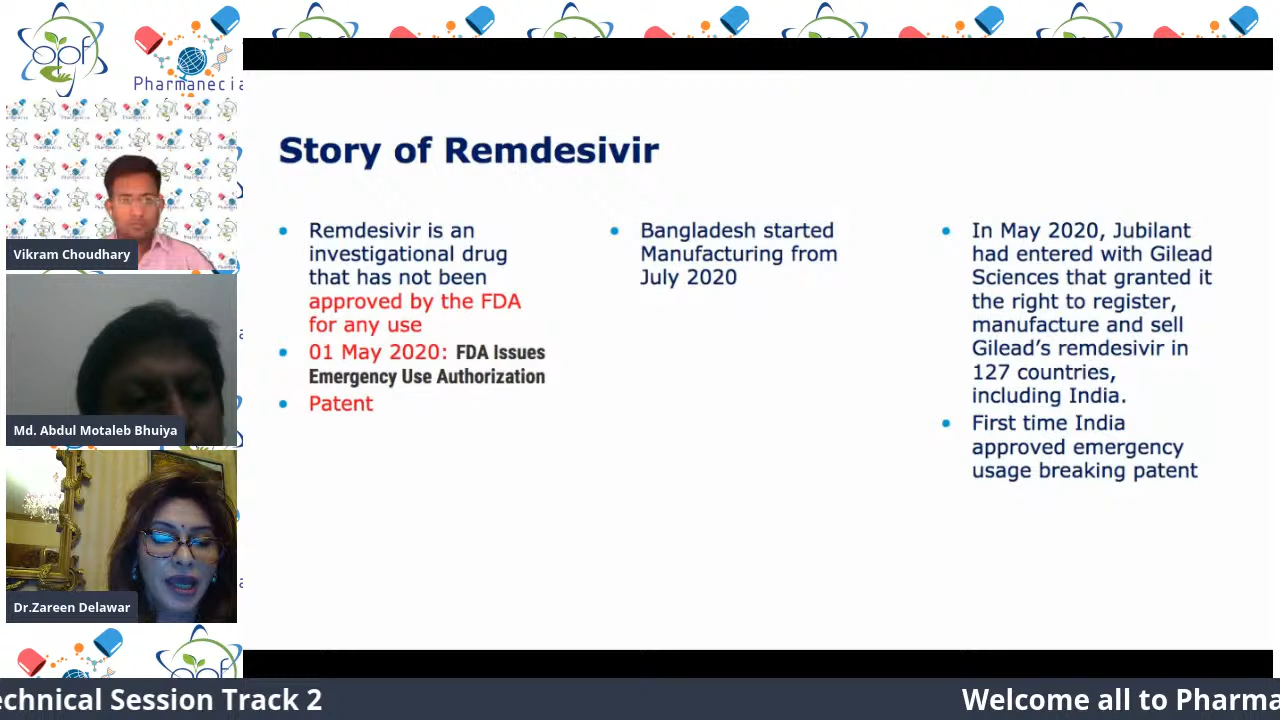 opf
Pharmanecia
Vikram Choudhary
Md. Abdul Motaleb Bhuiya
Dr.Zareen Delawar
Story of Remdesivir
Remdesivir is an
investigational drug
that has not been
approved by the FDA
for any use
01 May 2020: FDA Issues
Emergency Use Authorization
Patent
Bangladesh started
Manufacturing from
July 2020
In May 2020, Jubilant
had entered with Gilead
Sciences that granted it
the right to register,
manufacture and sell
Gilead's remdesivir in
127 countries,
including India.
First time India
approved emergency
usage breaking patent
opf
echnical Session Track 2
Welcome all to Pharma